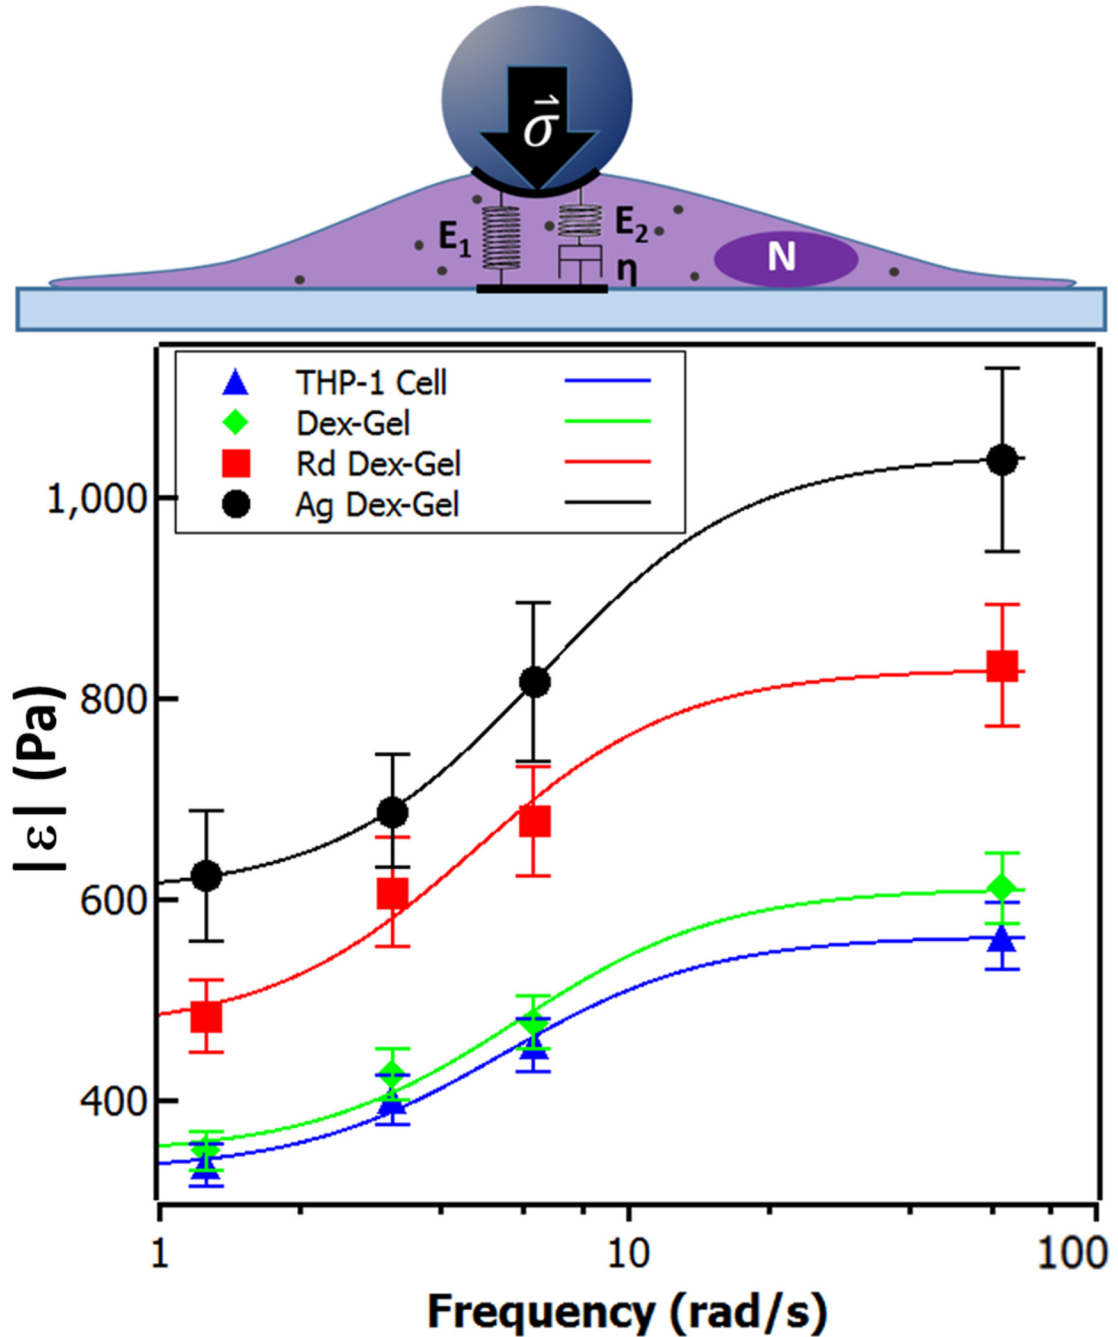 σ⃗
E₁
E₂
η
N
THP-1 Cell
Dex-Gel
Rd Dex-Gel
Ag Dex-Gel
1,000
800
600
400
|ε| (Pa)
1 10 100
Frequency (rad/s)